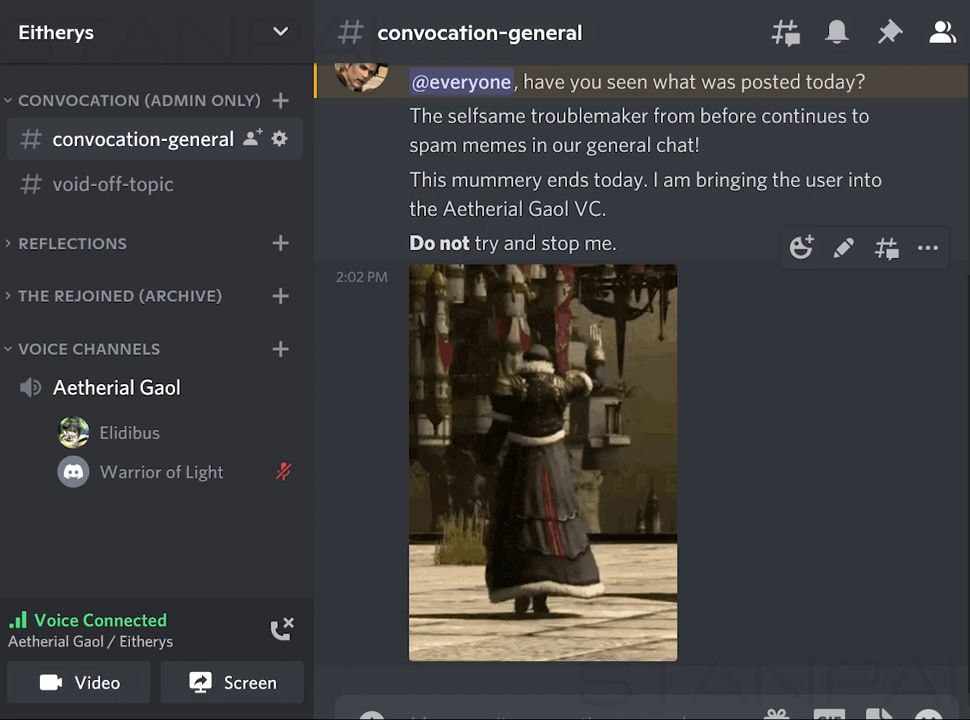 Eitherys
convocation-general
CONVOCATION (ADMIN ONLY)
convocation-general
void-off-topic
REFLECTIONS
THE REJOINED (ARCHIVE)
VOICE CHANNELS
Aetherial Gaol
Elidibus
Warrior of Light
Voice Connected
Aetherial Gaol / Eitherys
Video
Screen
@everyone, have you seen what was posted today?
The selfsame troublemaker from before continues to
spam memes in our general chat!
This mummery ends today. I am bringing the user into
the Aetherial Gaol VC.
Do not try and stop me.
2:02 PM